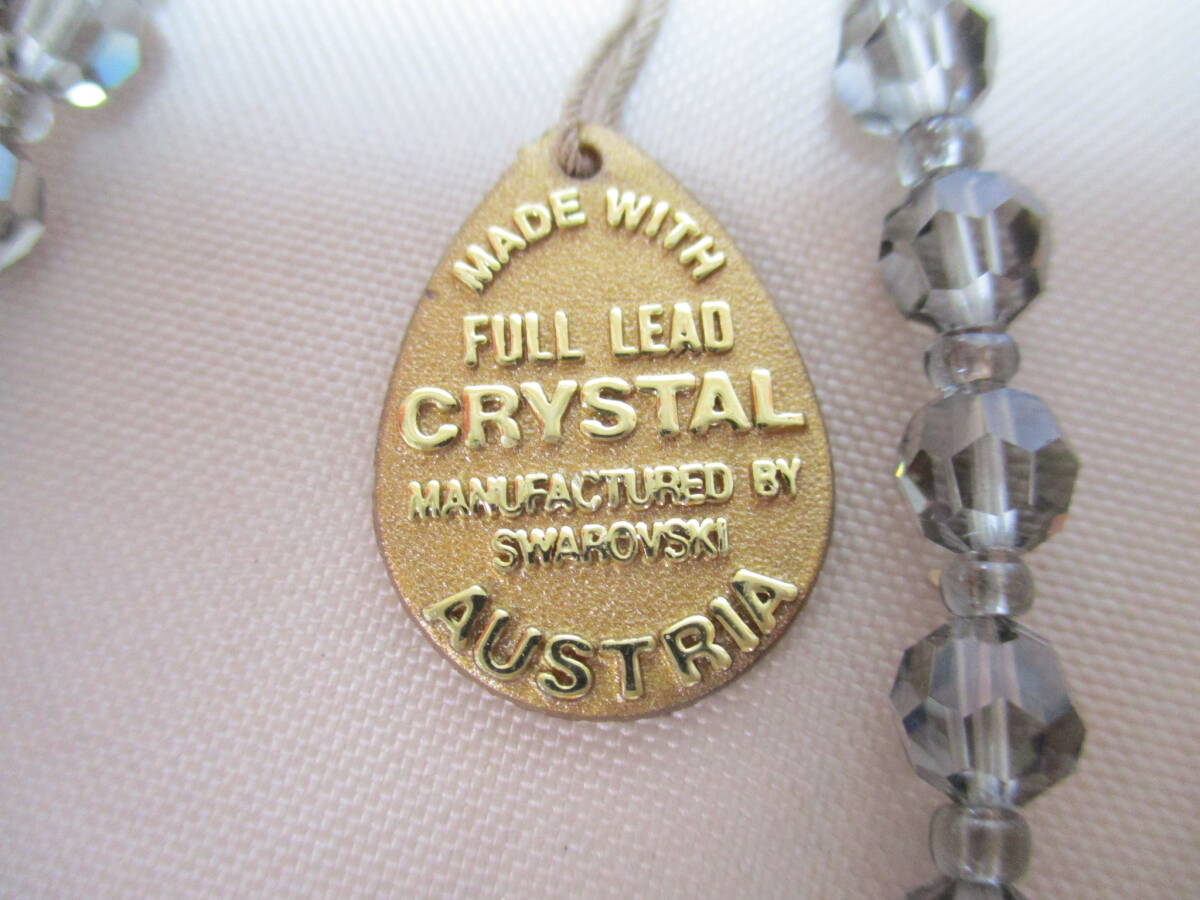 MADE WITH
FULL LEAD
CRYSTAL
MANUFACTURED BY
SWAROVSKI
AUSTRIA